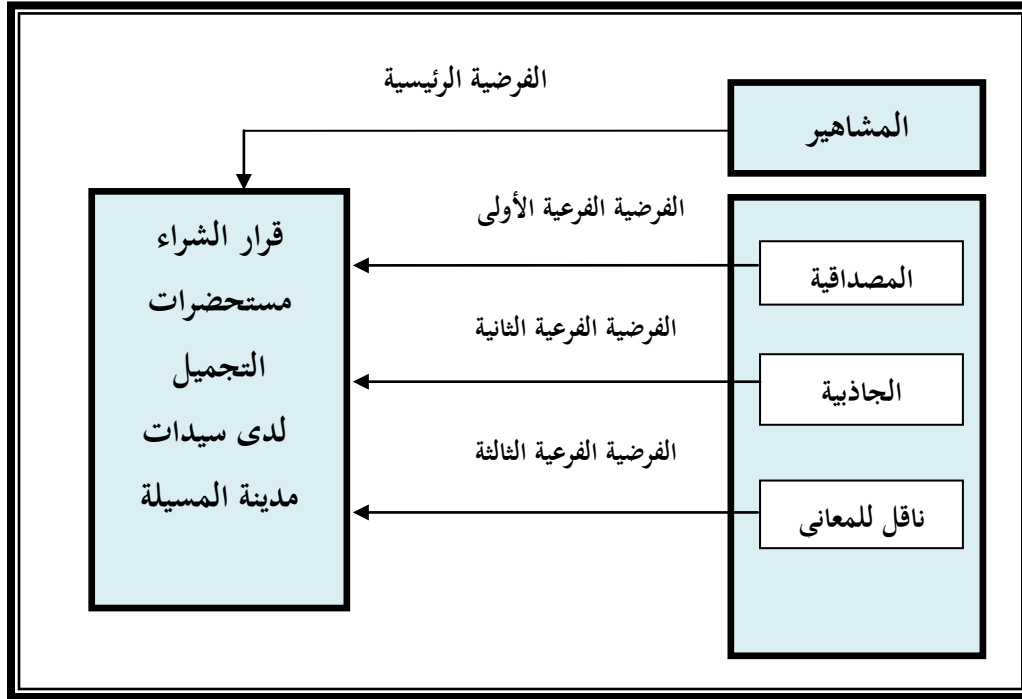 الفرضية الرئيسية
المشاهير
الفرضية الفرعية الأولى
المصداقية
الفرضية الفرعية الثانية
الجاذبية
الفرضية الفرعية الثالثة
ناقل للمعانى
قرار الشراء
مستحضرات
التجميل
لدى سيدات
مدينة المسيلة